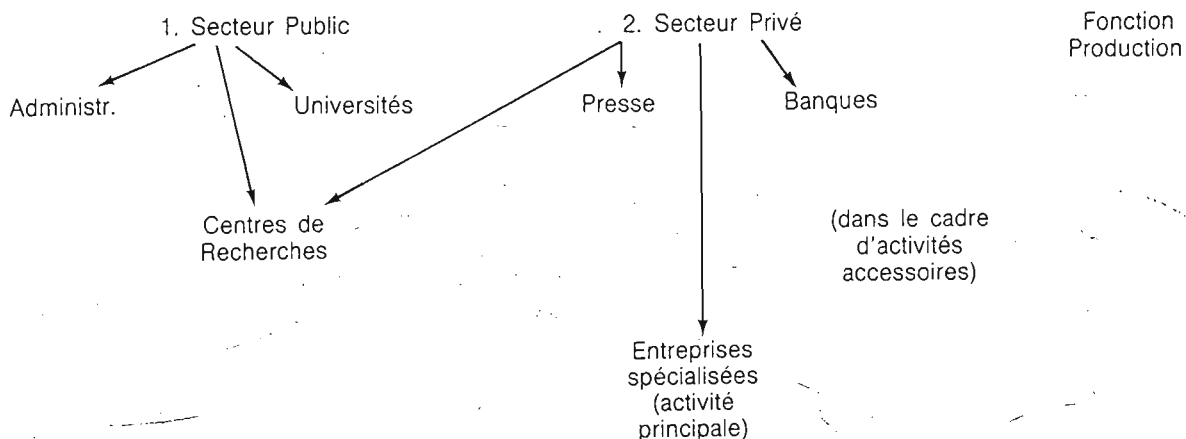 1. Secteur Public
2. Secteur Privé
Fonction
Production
Administr.
Universités
Presse
Banques
Centres de
Recherches
(dans le cadre
d'activités
accessoires)
Entreprises
spécialisées
(activité
principale)